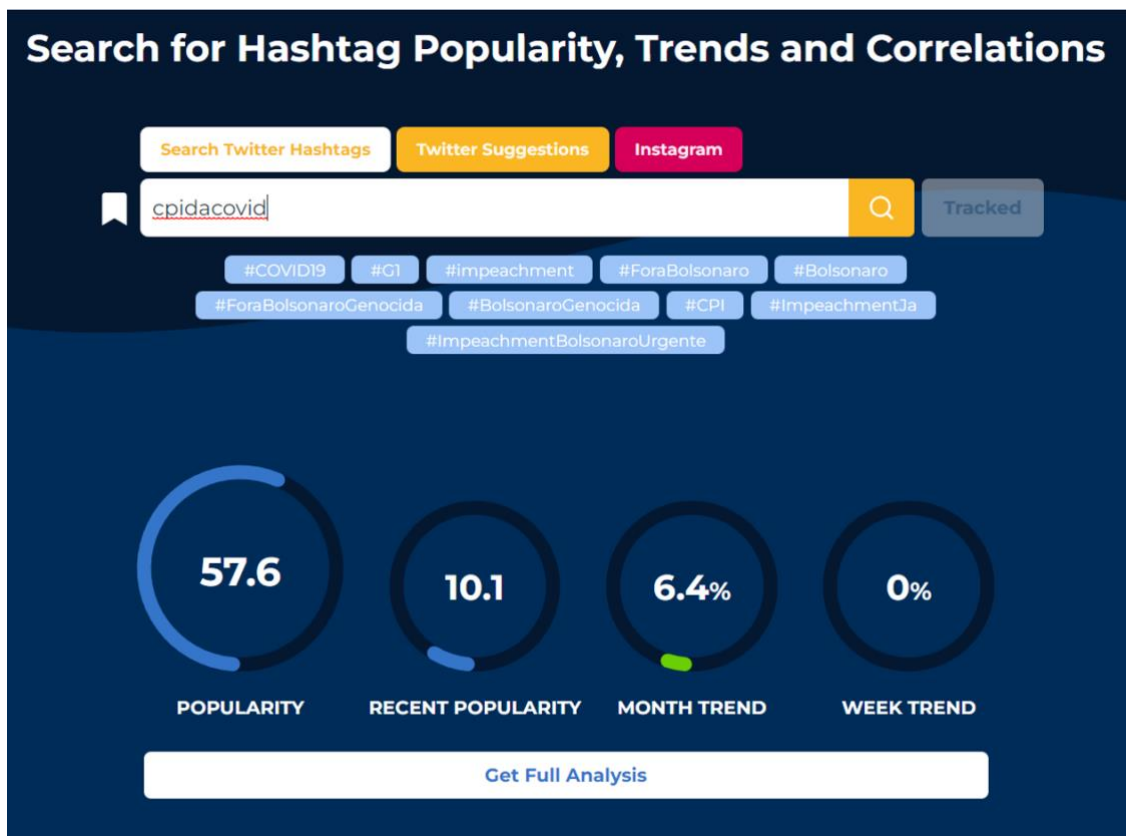 Search for Hashtag Popularity, Trends and Correlations
Search Twitter Hashtags Twitter Suggestions Instagram
cpidacovid Tracked
#COVID19 #G1 #impeachment #ForaBolsonaro #Bolsonaro
#ForaBolsonaroGenocida #BolsonaroGenocida #CPI #ImpeachmentJa
#ImpeachmentBolsonaroUrgente
57.6 10.1 6.4% 0%
POPULARITY RECENT POPULARITY MONTH TREND WEEK TREND
Get Full Analysis